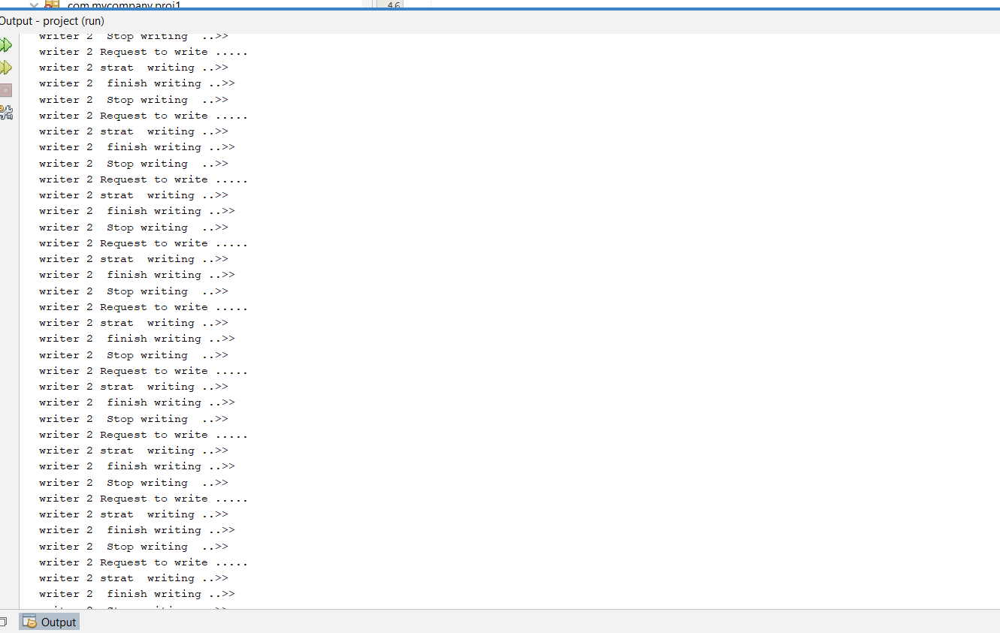 com.mycompany.proj1
46
Output - project (run)
writer 2  Stop writing  ..>>
writer 2 Request to write .....
writer 2 strat  writing ..>>
writer 2  finish writing ..>>
writer 2  Stop writing  ..>>
writer 2 Request to write .....
writer 2 strat  writing ..>>
writer 2  finish writing ..>>
writer 2  Stop writing  ..>>
writer 2 Request to write .....
writer 2 strat  writing ..>>
writer 2  finish writing ..>>
writer 2  Stop writing  ..>>
writer 2 Request to write .....
writer 2 strat  writing ..>>
writer 2  finish writing ..>>
writer 2  Stop writing  ..>>
writer 2 Request to write .....
writer 2 strat  writing ..>>
writer 2  finish writing ..>>
writer 2  Stop writing  ..>>
writer 2 Request to write .....
writer 2 strat  writing ..>>
writer 2  finish writing ..>>
writer 2  Stop writing  ..>>
writer 2 Request to write .....
writer 2 strat  writing ..>>
writer 2  finish writing ..>>
writer 2  Stop writing  ..>>
writer 2 Request to write .....
writer 2 strat  writing ..>>
writer 2  finish writing ..>>
writer 2  Stop writing  ..>>
writer 2 Request to write .....
writer 2 strat  writing ..>>
writer 2  finish writing ..>>
Output